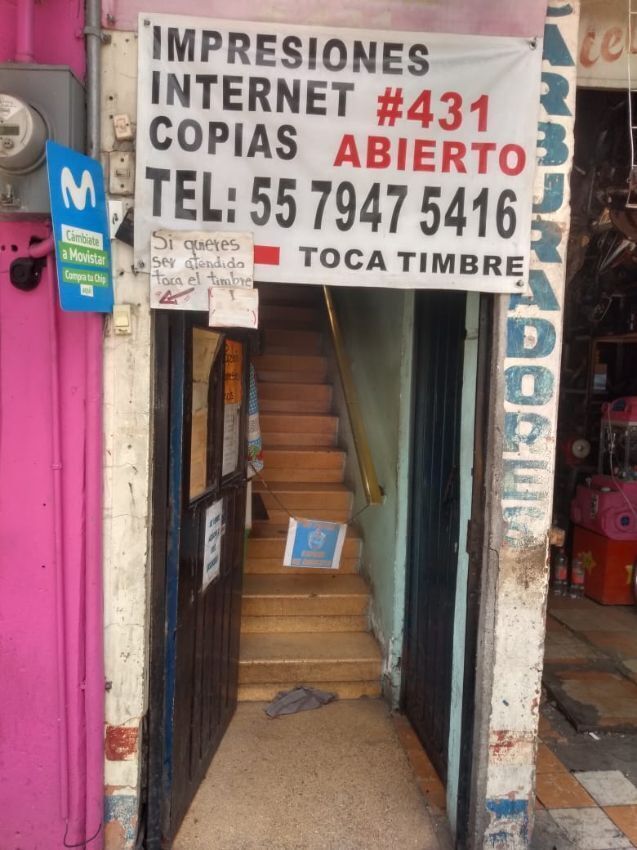 IMPRESIONES
INTERNET #431
COPIAS ABIERTO
TEL: 55 7947 5416
TOCA TIMBRE
Si quieres
ser atendido
toca el timbre
Cámbiate
a Movistar
Compra tu Chip
aquí
CARBURADORES